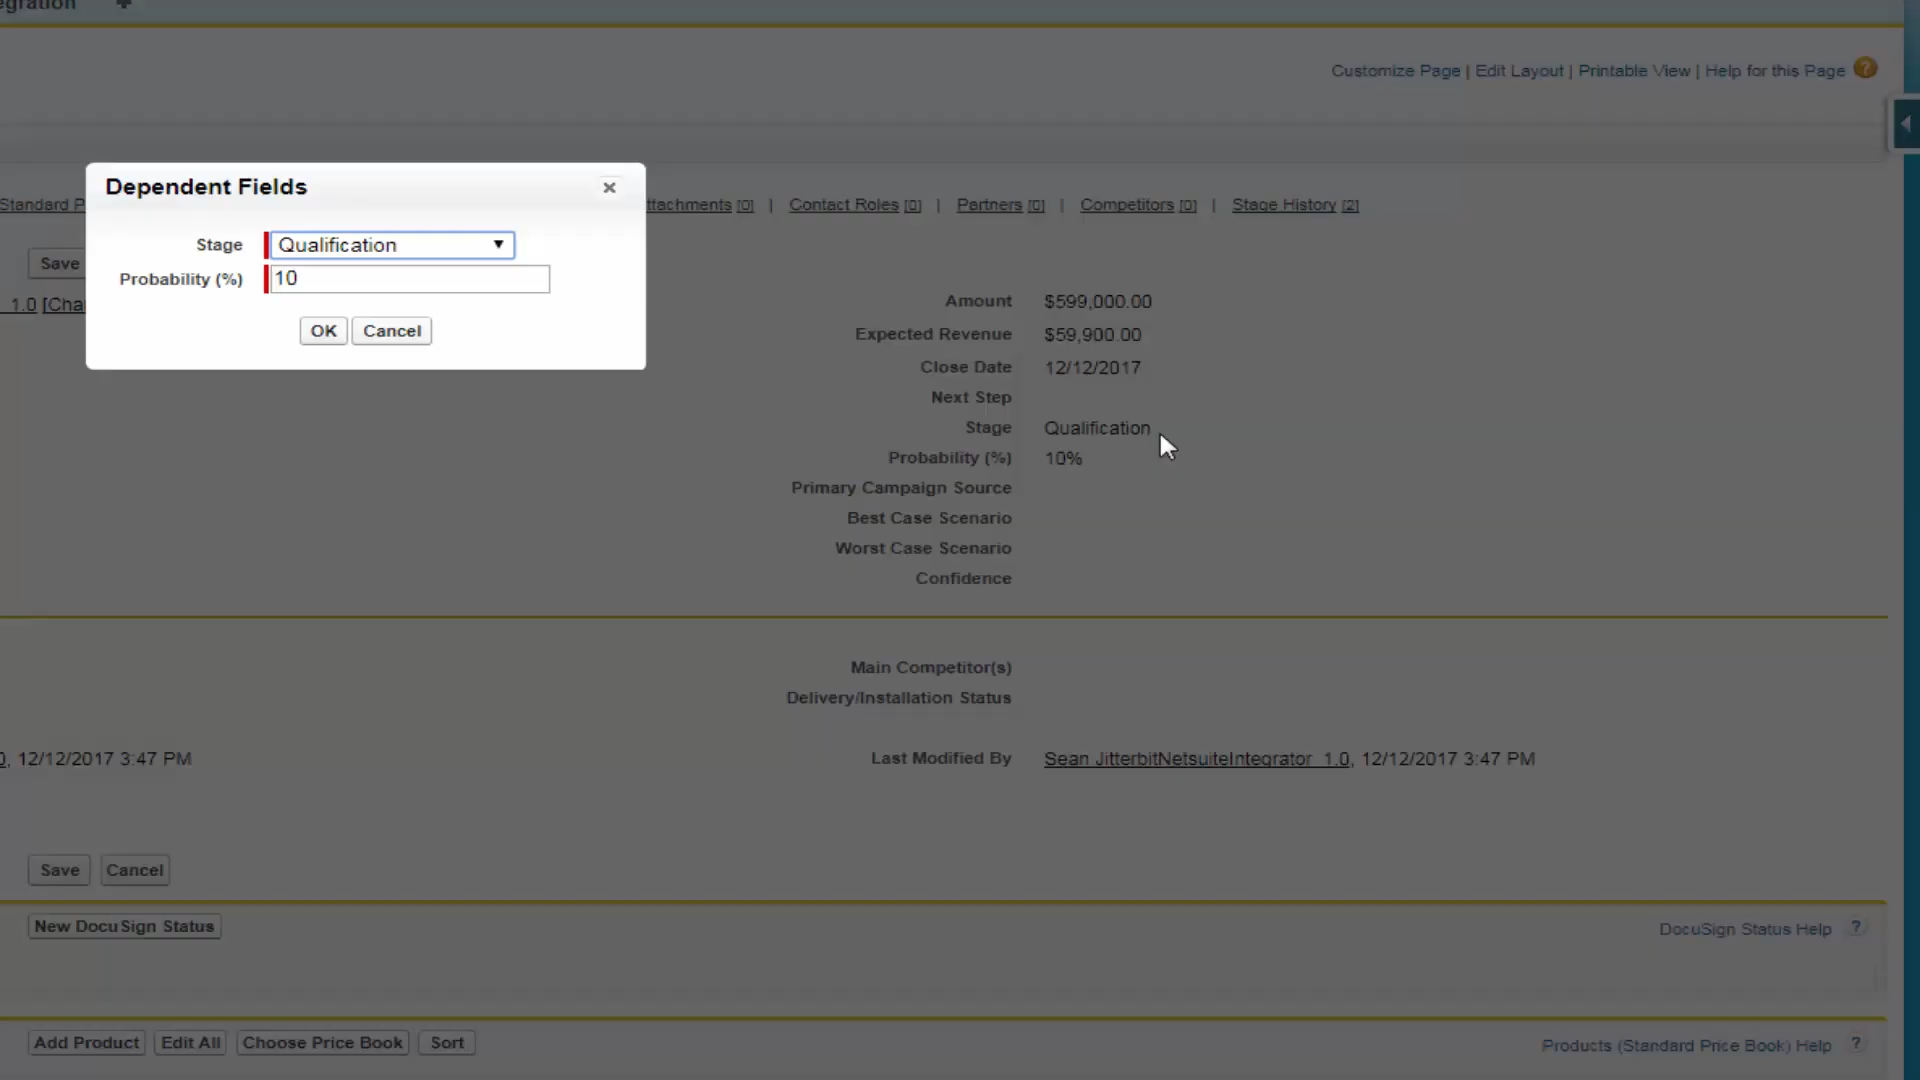 egration +
Customize Page | Edit Layout | Printable View | Help for this Page ?
Dependent Fields ×
Stage Qualification
Probability (%) 10
OK Cancel
Standard P ttachments [0] | Contact Roles [0] | Partners [0] | Competitors [0] | Stage History [2]
Save
1.0 [Cha
Amount $599,000.00
Expected Revenue $59,900.00
Close Date 12/12/2017
Next Step
Stage Qualification
Probability (%) 10%
Primary Campaign Source
Best Case Scenario
Worst Case Scenario
Confidence
Main Competitor(s)
Delivery/Installation Status
0, 12/12/2017 3:47 PM
Last Modified By Sean JitterbitNetsuiteIntegrator_1.0, 12/12/2017 3:47 PM
Save Cancel
New DocuSign Status
DocuSign Status Help ?
Add Product Edit All Choose Price Book Sort
Products (Standard Price Book) Help ?